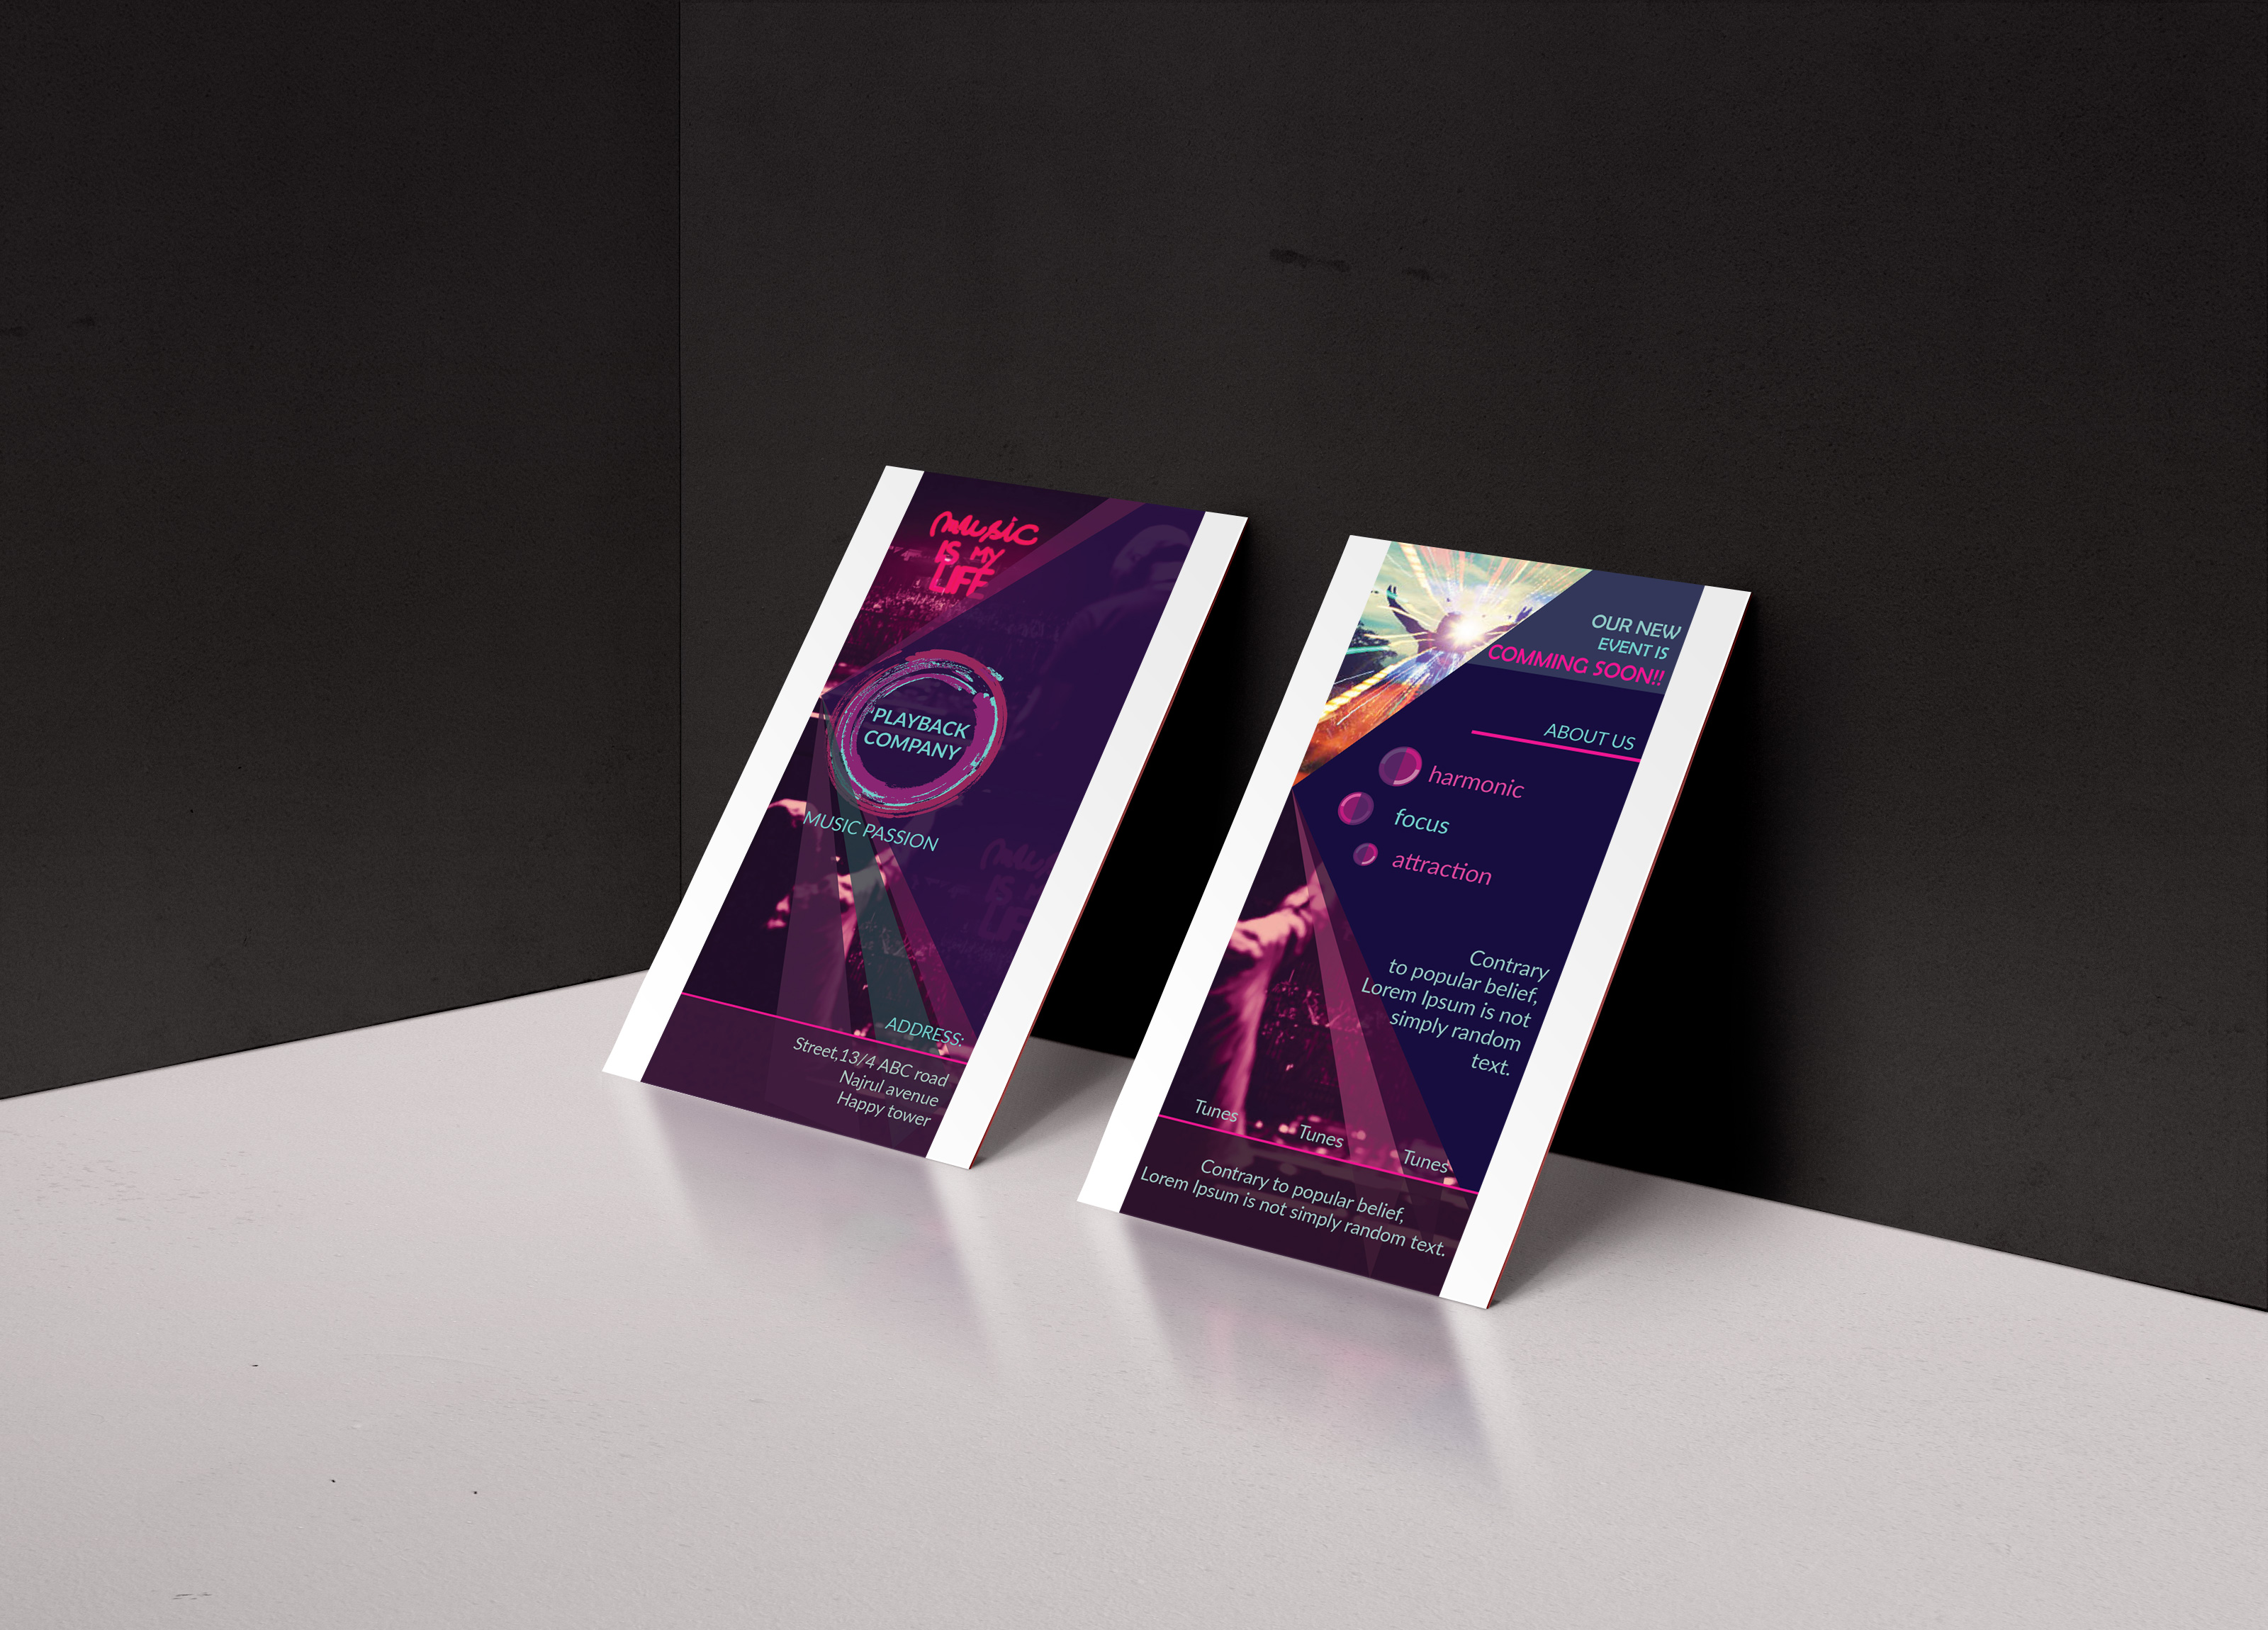 music
IS MY
LIFE
PLAYBACK
COMPANY
MUSIC PASSION
ADDRESS:
Street,13/4 ABC road
Najrul avenue
Happy tower
OUR NEW
EVENT IS
COMMING SOON!!
ABOUT US
harmonic
focus
attraction
Contrary
to popular belief,
Lorem Ipsum is not
simply random
text.
Tunes
Tunes
Tunes
Contrary to popular belief,
Lorem Ipsum is not simply random text.